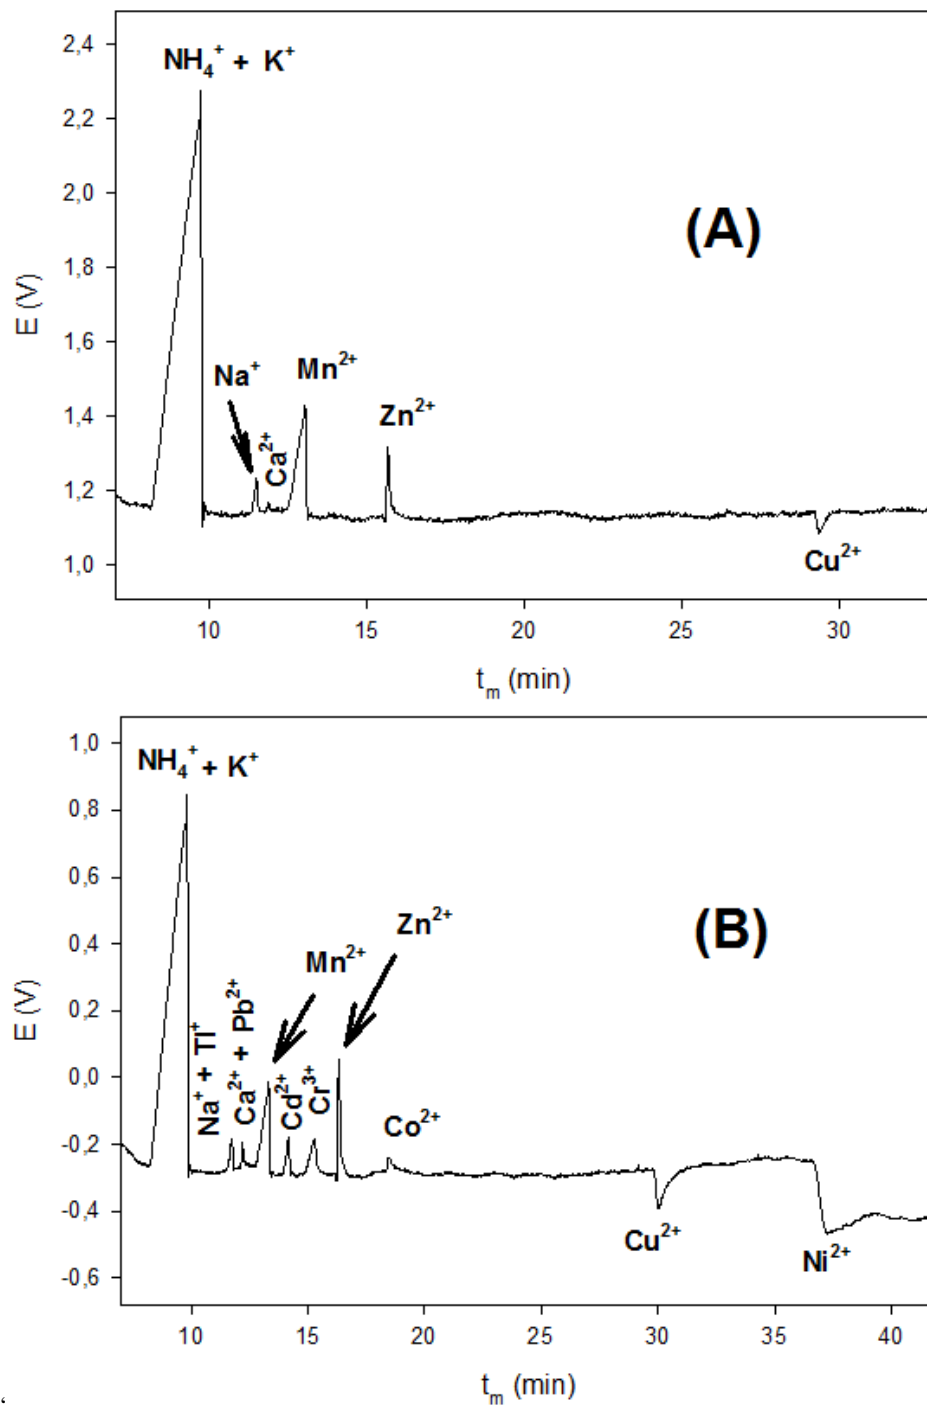 2,4
NH₄⁺ + K⁺
2,2
2,0
(A)
1,8
E (V)
1,6
Na⁺
Mn²⁺
1,4
Zn²⁺
Ca²⁺
1,2
1,0
Cu²⁺
10 15 20 25 30
tₘ (min)
1,0
NH₄⁺ + K⁺
0,8
0,6
(B)
Zn²⁺
0,4
Mn²⁺
E (V)
0,2
0,0
Na⁺ + Tl⁺
Ca²⁺ + Pb²⁺
Cd²⁺
Cr³⁺
Co²⁺
-0,2
-0,4
Cu²⁺
Ni²⁺
-0,6
10 15 20 25 30 35 40
tₘ (min)
‘